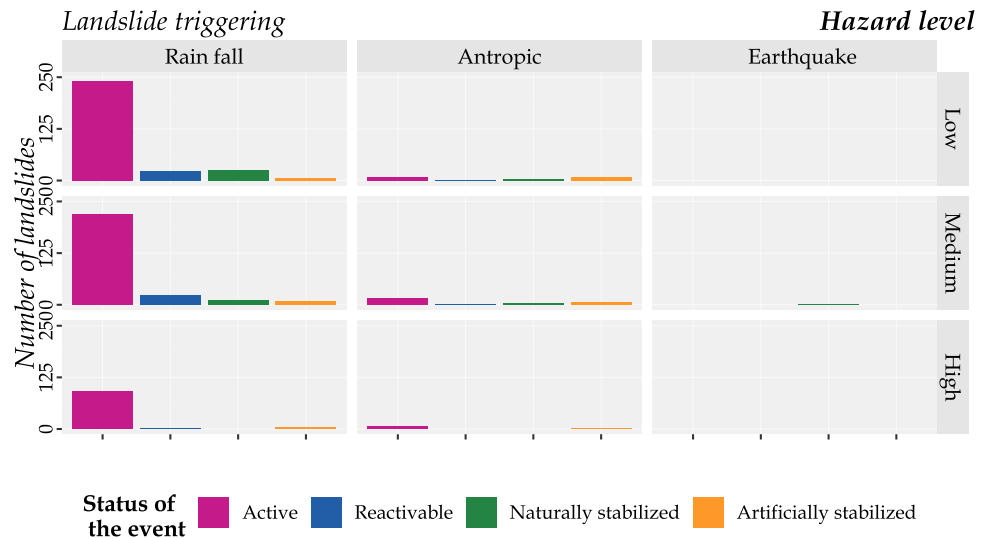 Landslide triggering
Hazard level
Rain fall
Antropic
Earthquake
Number of landslides
250
125
0
Low
250
125
0
Medium
250
125
0
High
Status of
the event
Active
Reactivable
Naturally stabilized
Artificially stabilized